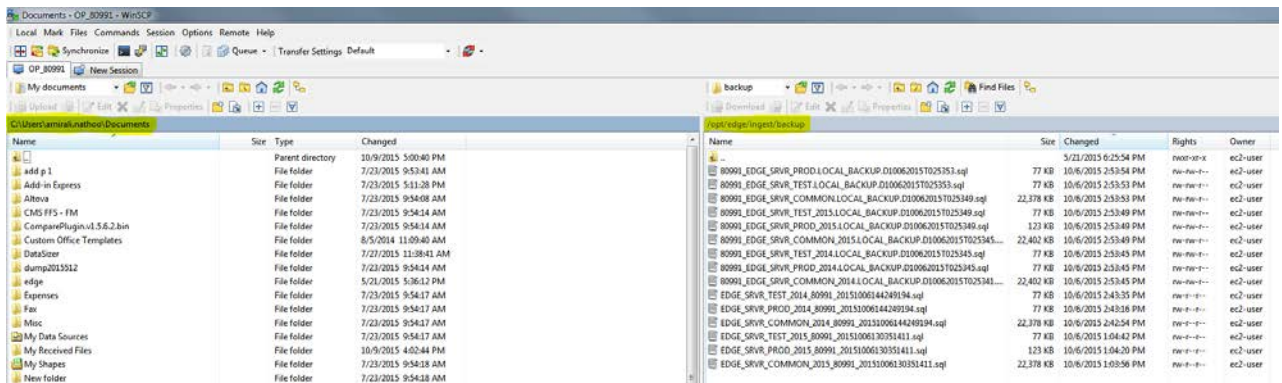 Documents - OP_80991 - WinSCP
Local Mark Files Commands Session Options Remote Help
Synchronize Queue Transfer Settings Default
OP_80991 New Session
My documents
Upload Edit Properties
C:\Users\amirali.nathoo\Documents
Name Size Type Changed
.. Parent directory 10/9/2015 5:00:40 PM
add p 1 File folder 7/23/2015 9:53:41 AM
Add-in Express File folder 7/23/2015 5:11:28 PM
Altova File folder 7/23/2015 9:54:08 AM
CMS FFS - FM File folder 7/23/2015 9:54:14 AM
ComparePlugin.v1.5.6.2.bin File folder 7/23/2015 9:54:14 AM
Custom Office Templates File folder 8/5/2014 11:09:40 AM
DataSizer File folder 7/27/2015 11:38:41 AM
dump2015512 File folder 7/23/2015 9:54:14 AM
edge File folder 5/21/2015 5:36:12 PM
Expenses File folder 7/23/2015 9:54:17 AM
Fax File folder 7/23/2015 9:54:17 AM
Misc File folder 7/23/2015 9:54:17 AM
My Data Sources File folder 7/23/2015 9:54:17 AM
My Received Files File folder 10/9/2015 4:02:44 PM
My Shapes File folder 7/23/2015 9:54:18 AM
New folder File folder 7/23/2015 9:54:18 AM
backup Find Files
Download Edit Properties
/opt/edge/ingest/backup
Name Size Changed Rights Owner
.. 5/21/2015 6:25:54 PM rwxr-xr-x ec2-user
80991_EDGE_SRVR_PROD.LOCAL_BACKUP.D10062015T025353.sql 77 KB 10/6/2015 2:53:54 PM rw-rw-r-- ec2-user
80991_EDGE_SRVR_TEST.LOCAL_BACKUP.D10062015T025353.sql 77 KB 10/6/2015 2:53:53 PM rw-rw-r-- ec2-user
80991_EDGE_SRVR_COMMON.LOCAL_BACKUP.D10062015T025349.sql 22,378 KB 10/6/2015 2:53:53 PM rw-rw-r-- ec2-user
80991_EDGE_SRVR_TEST_2015.LOCAL_BACKUP.D10062015T025349.sql 77 KB 10/6/2015 2:53:49 PM rw-rw-r-- ec2-user
80991_EDGE_SRVR_PROD_2015.LOCAL_BACKUP.D10062015T025349.sql 123 KB 10/6/2015 2:53:49 PM rw-rw-r-- ec2-user
80991_EDGE_SRVR_COMMON_2015.LOCAL_BACKUP.D10062015T025345.... 22,402 KB 10/6/2015 2:53:49 PM rw-rw-r-- ec2-user
80991_EDGE_SRVR_TEST_2014.LOCAL_BACKUP.D10062015T025345.sql 77 KB 10/6/2015 2:53:45 PM rw-rw-r-- ec2-user
80991_EDGE_SRVR_PROD_2014.LOCAL_BACKUP.D10062015T025345.sql 77 KB 10/6/2015 2:53:45 PM rw-rw-r-- ec2-user
80991_EDGE_SRVR_COMMON_2014.LOCAL_BACKUP.D10062015T025341.... 22,402 KB 10/6/2015 2:53:45 PM rw-rw-r-- ec2-user
EDGE_SRVR_TEST_2014_80991_20151006144249194.sql 77 KB 10/6/2015 2:43:35 PM rw-r--r-- ec2-user
EDGE_SRVR_PROD_2014_80991_20151006144249194.sql 77 KB 10/6/2015 2:43:16 PM rw-r--r-- ec2-user
EDGE_SRVR_COMMON_2014_80991_20151006144249194.sql 22,378 KB 10/6/2015 2:42:54 PM rw-r--r-- ec2-user
EDGE_SRVR_TEST_2015_80991_20151006130351411.sql 77 KB 10/6/2015 1:04:42 PM rw-r--r-- ec2-user
EDGE_SRVR_PROD_2015_80991_20151006130351411.sql 123 KB 10/6/2015 1:04:20 PM rw-r--r-- ec2-user
EDGE_SRVR_COMMON_2015_80991_20151006130351411.sql 22,378 KB 10/6/2015 1:03:56 PM rw-r--r-- ec2-user